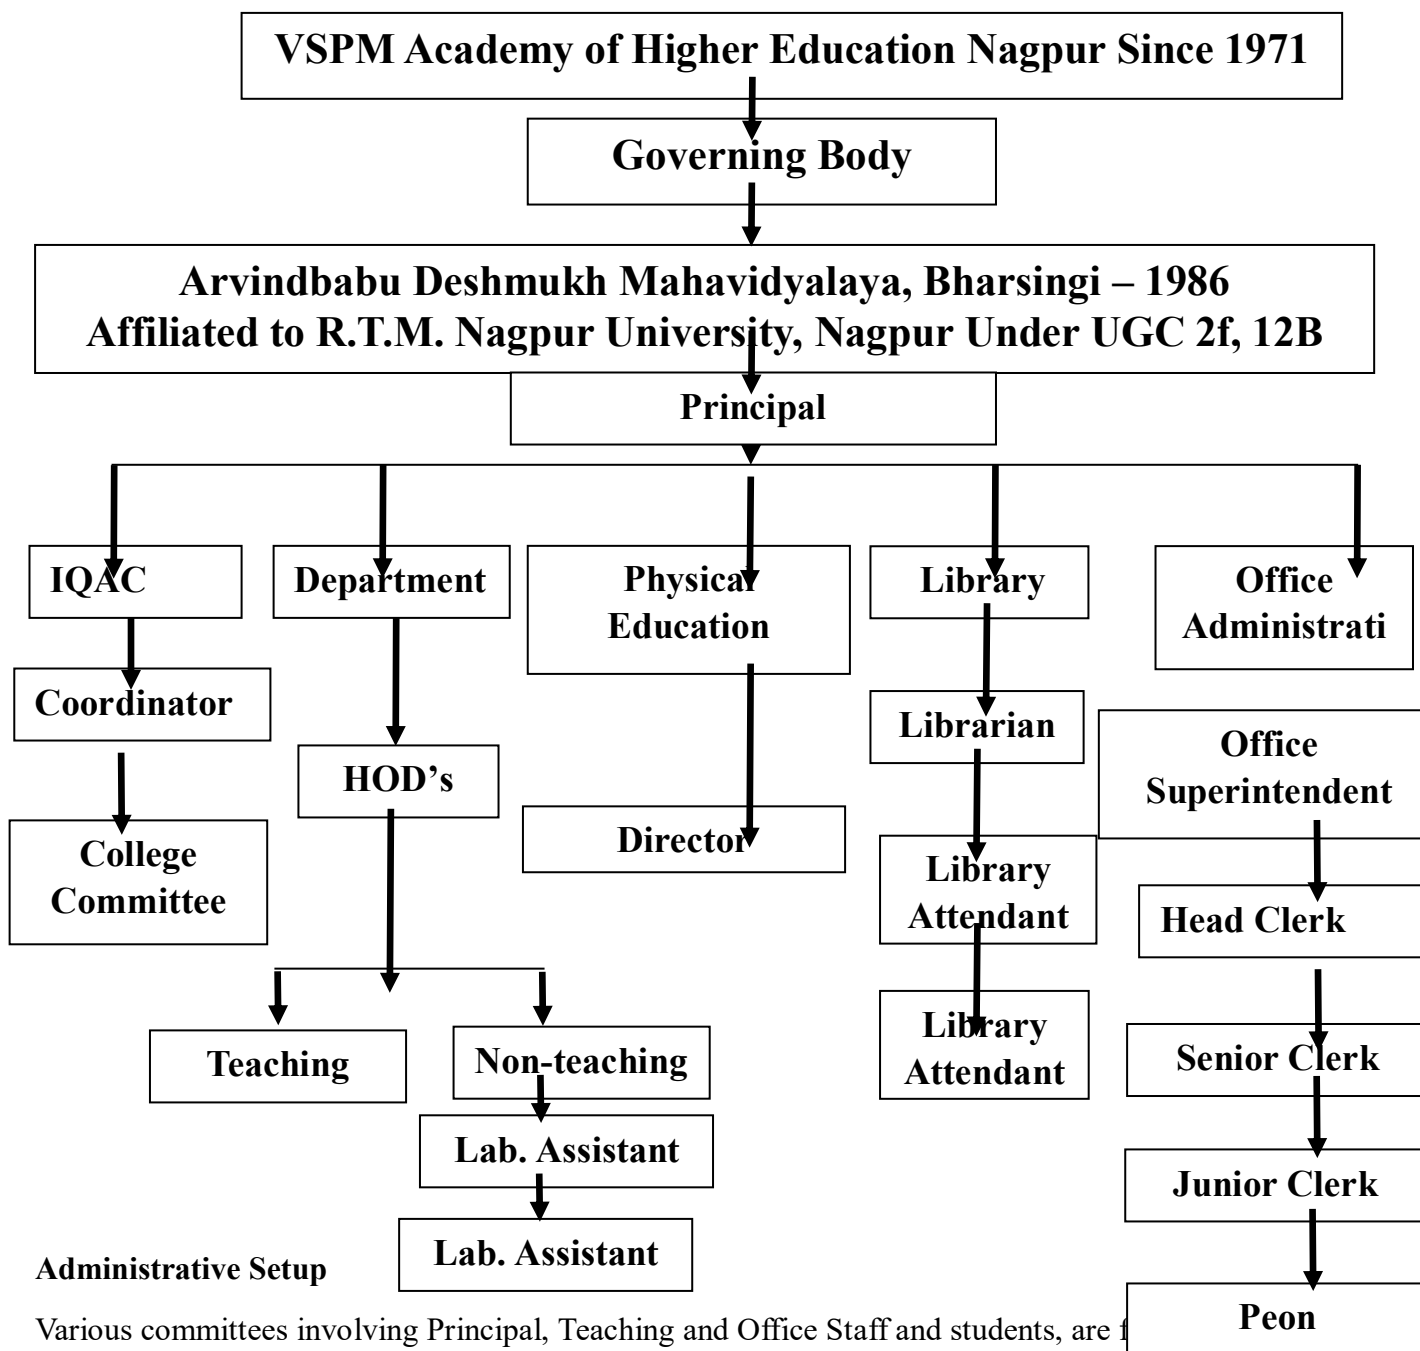 VSPM Academy of Higher Education Nagpur Since 1971
Governing Body
Arvindbabu Deshmukh Mahavidyalaya, Bharsingi – 1986
Affiliated to R.T.M. Nagpur University, Nagpur Under UGC 2f, 12B
Principal
IQAC
Department
Physical
Education
Library
Office
Administrati
Coordinator
HOD’s
Director
Librarian
Office
Superintendent
College
Committee
Library
Attendant
Head Clerk
Teaching
Non-teaching
Library
Attendant
Senior Clerk
Lab. Assistant
Junior Clerk
Lab. Assistant
Administrative Setup
Peon
Various committees involving Principal, Teaching and Office Staff and students, are f